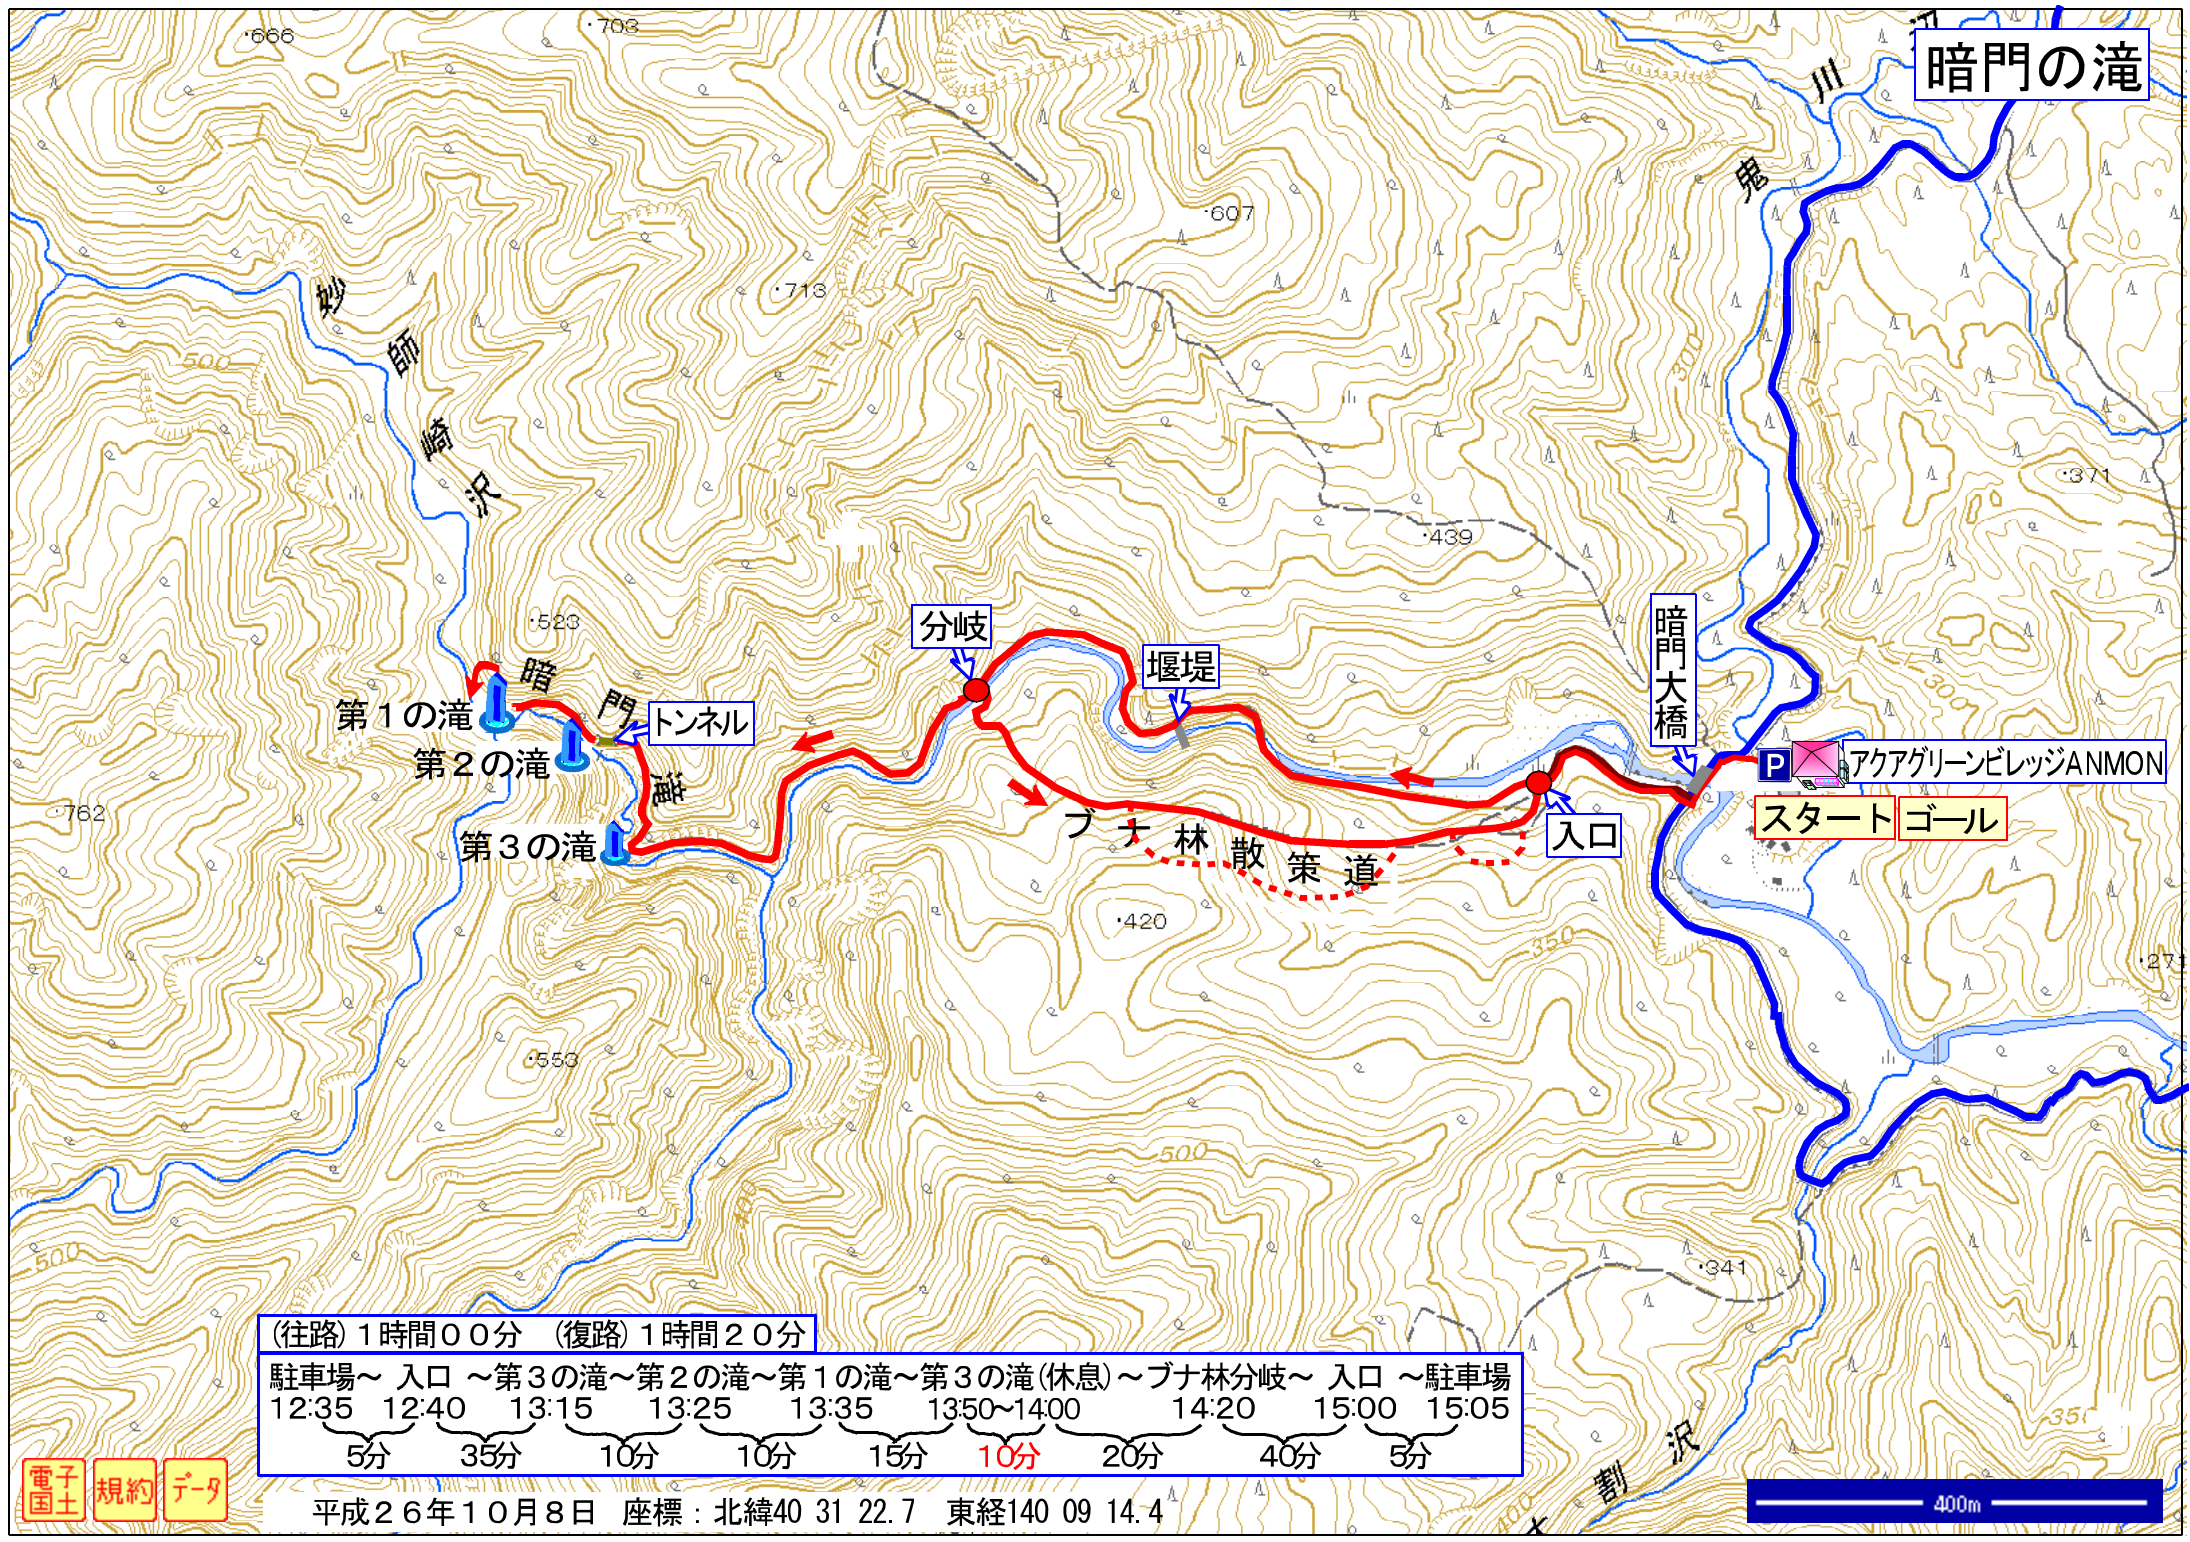 暗門の滝
・666
・703
川
鬼
・607
妙師崎沢
・713
500
300
・371
・439
分岐
堰堤
暗門大橋
・523
暗門滝
300
第１の滝
トンネル
第２の滝
P
アクアグリーンビレッジANMON
スタート
ゴール
・762
第３の滝
ブナ林散策道
入口
・420
350
・271
・553
500
400
500
・341
(往路)１時間００分　(復路)１時間２０分
駐車場～ 入口 ～第３の滝～第２の滝～第１の滝～第３の滝(休息)～ブナ林分岐～ 入口 ～駐車場
12:35 12:40 13:15 13:25 13:35 13:50～14:00 14:20 15:00 15:05
5分 35分 10分 10分 15分 10分 20分 40分 5分
350
割沢
400
電子国土
規約
データ
平成２６年１０月８日 座標：北緯40 31 22.7 東経140 09 14.4
400m